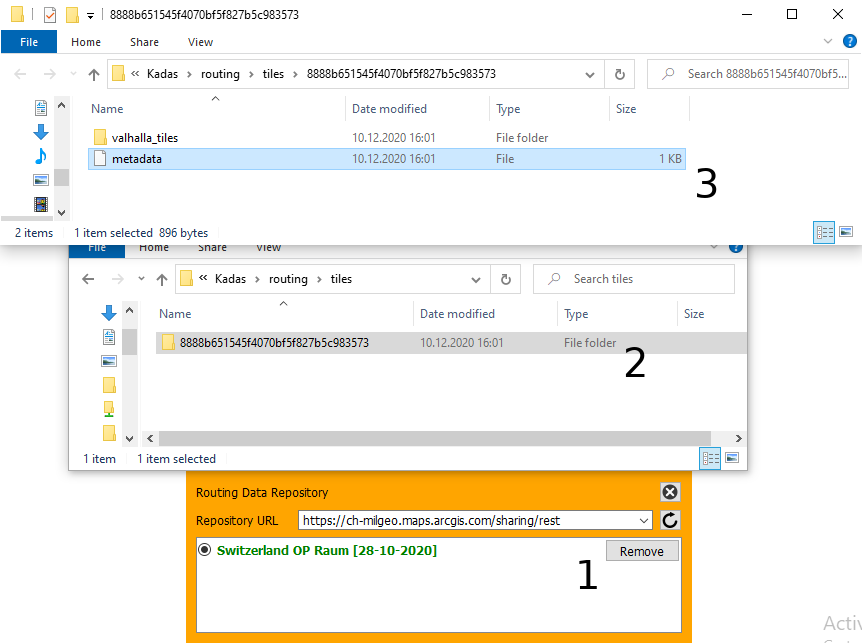 8888b651545f4070bf5f827b5c983573
File Home Share View
« Kadas > routing > tiles > 8888b651545f4070bf5f827b5c983573 Search 8888b651545f4070bf5...
Name Date modified Type Size
valhalla_tiles 10.12.2020 16:01 File folder
metadata 10.12.2020 16:01 File 1 KB
3
2 items 1 item selected 896 bytes
File Home Share View
« Kadas > routing > tiles Search tiles
Name Date modified Type Size
8888b651545f4070bf5f827b5c983573 10.12.2020 16:01 File folder
2
1 item 1 item selected
Routing Data Repository
Repository URL https://ch-milgeo.maps.arcgis.com/sharing/rest
Switzerland OP Raum [28-10-2020] Remove
1
Activ